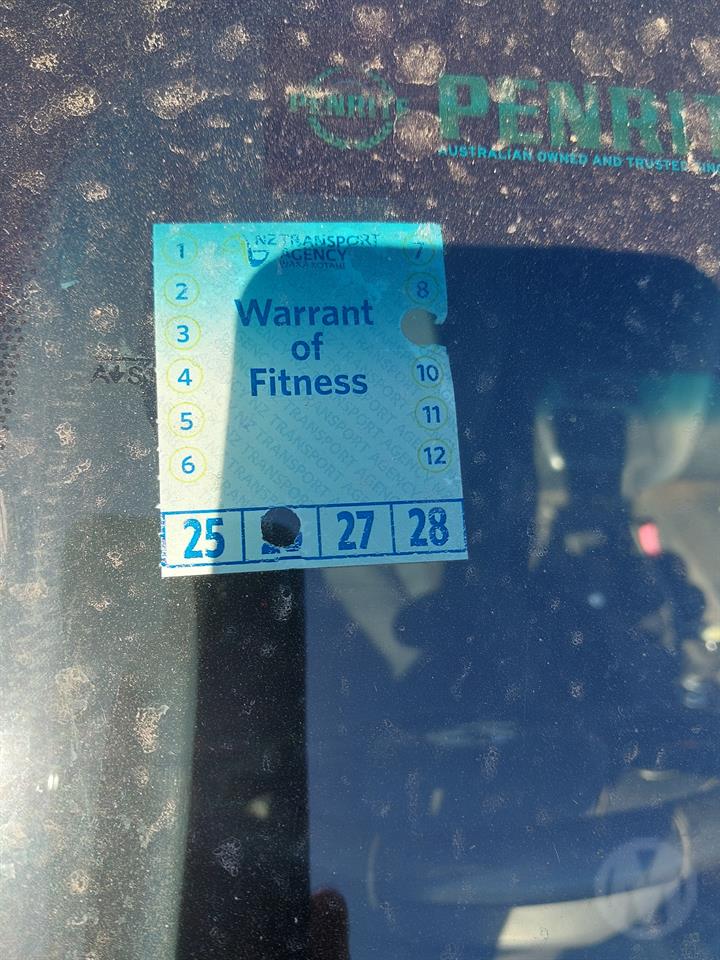 PENRITE
PENRIT
AUSTRALIAN OWNED AND TRUSTED
NZ TRANSPORT
AGENCY
WAKA KOTAHI
1
7
2
8
Warrant
of
Fitness
3
4
10
5
11
6
12
25
27
28